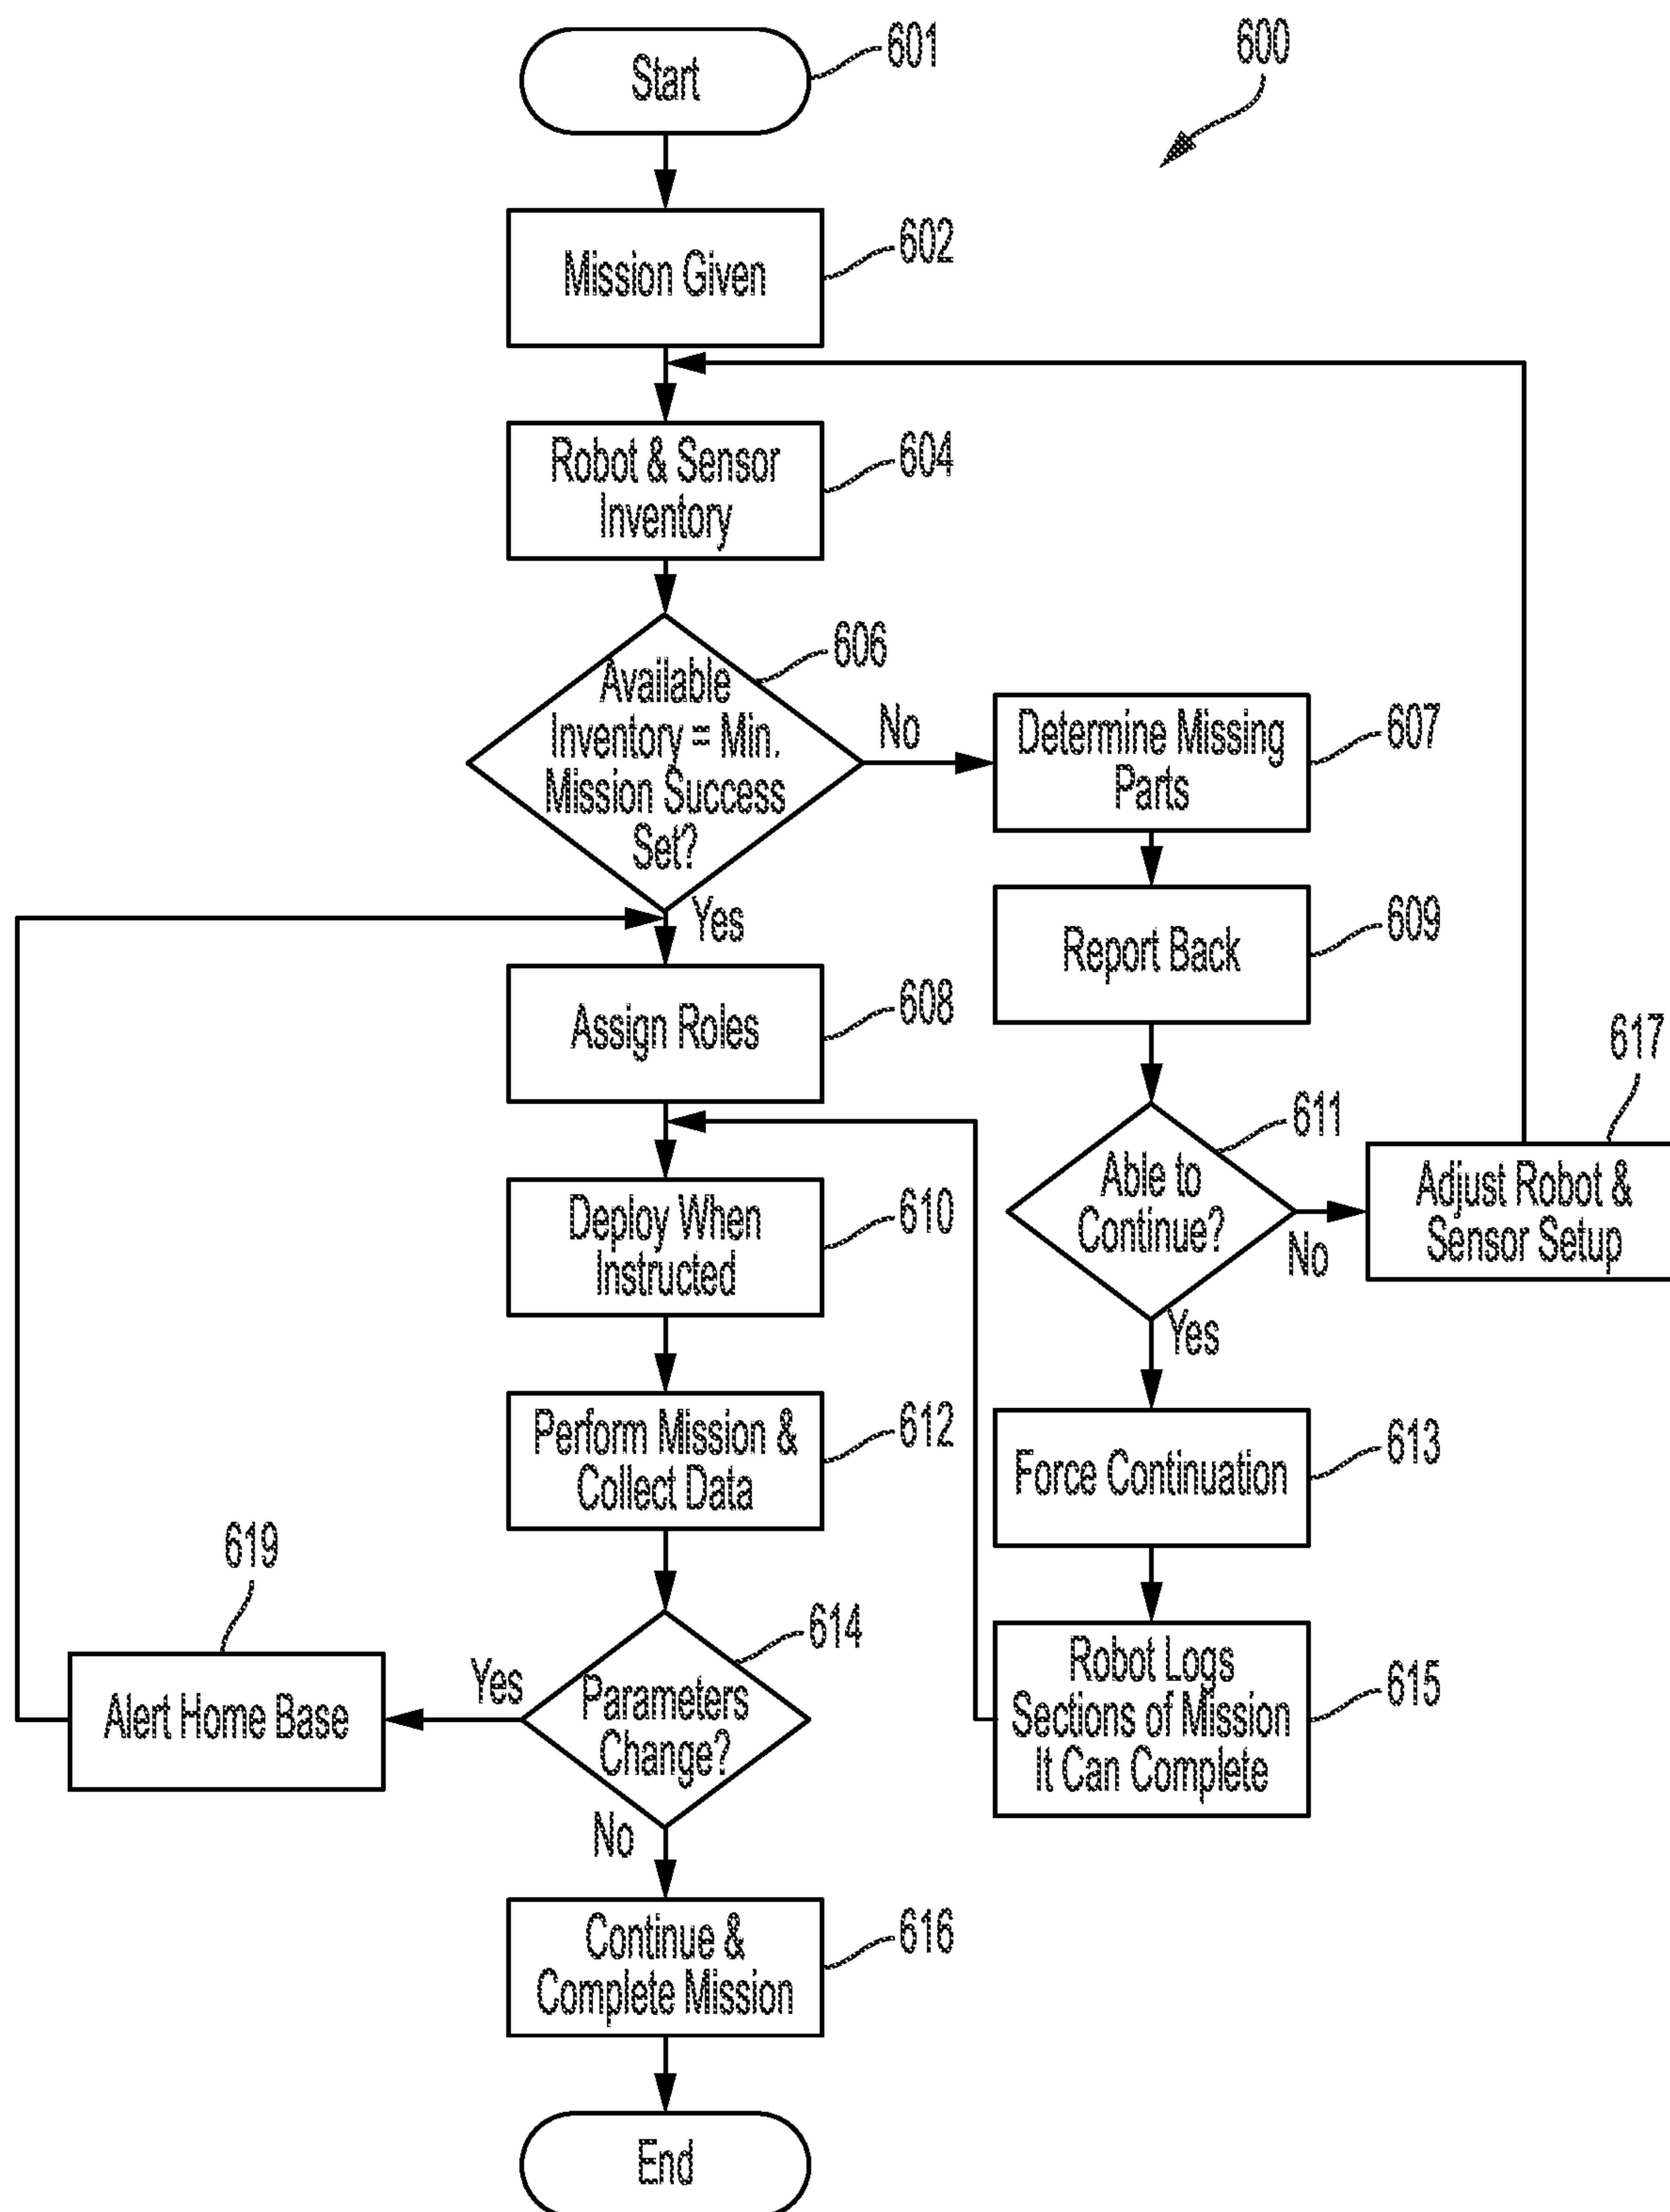 600
Start
601
Mission Given
602
Robot & Sensor
Inventory
604
Available
Inventory = Min.
Mission Success
Set?
606
No
Yes
Determine Missing
Parts
607
Report Back
609
Assign Roles
608
Able to
Continue?
611
No
Yes
Adjust Robot &
Sensor Setup
617
Deploy When
Instructed
610
Perform Mission &
Collect Data
612
Force Continuation
613
Robot Logs
Sections of Mission
It Can Complete
615
Parameters
Change?
614
Yes
No
Alert Home Base
619
Continue &
Complete Mission
616
End